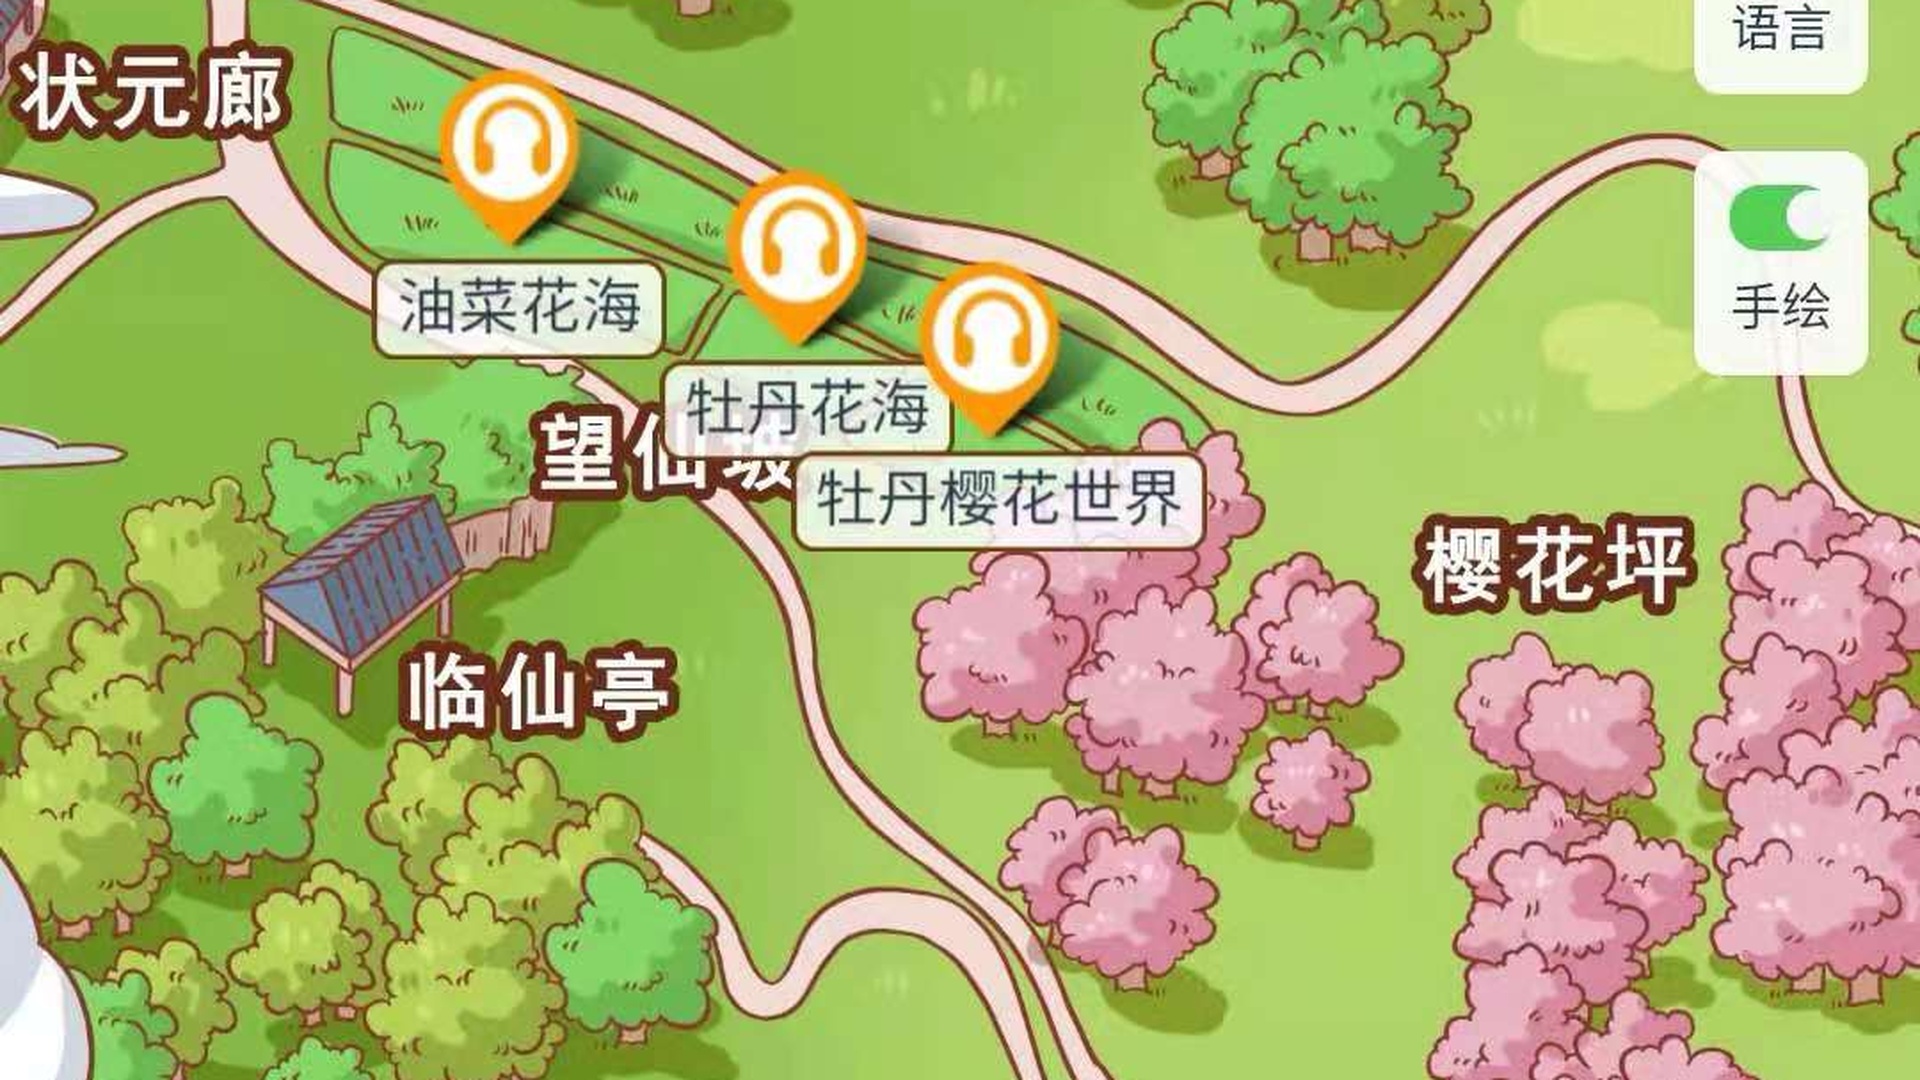 语言
状元廊
手绘
油菜花海
牡丹花海
望仙坡
牡丹樱花世界
樱花坪
临仙亭